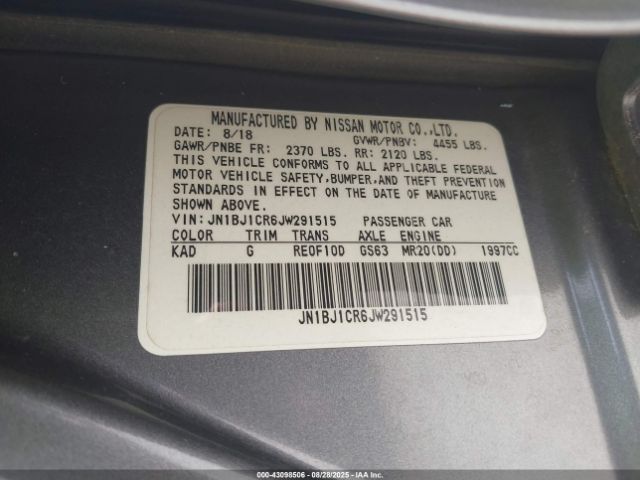 MANUFACTURED BY NISSAN MOTOR CO.,LTD.
DATE: 8/18 GVWR/PNBV: 4455 LBS.
GAWR/PNBE FR: 2370 LBS. RR: 2120 LBS.
THIS VEHICLE CONFORMS TO ALL APPLICABLE FEDERAL
MOTOR VEHICLE SAFETY,BUMPER,AND THEFT PREVENTION
STANDARDS IN EFFECT ON THE DATE OF MANUFACTURE
SHOWN ABOVE.
VIN: JN1BJ1CR6JW291515 PASSENGER CAR
COLOR TRIM TRANS AXLE ENGINE
KAD G RE0F10D GS63 MR20(DD) 1997CC
JN1BJ1CR6JW291515
000-43098506 - 08/28/2025 - IAAI.COM